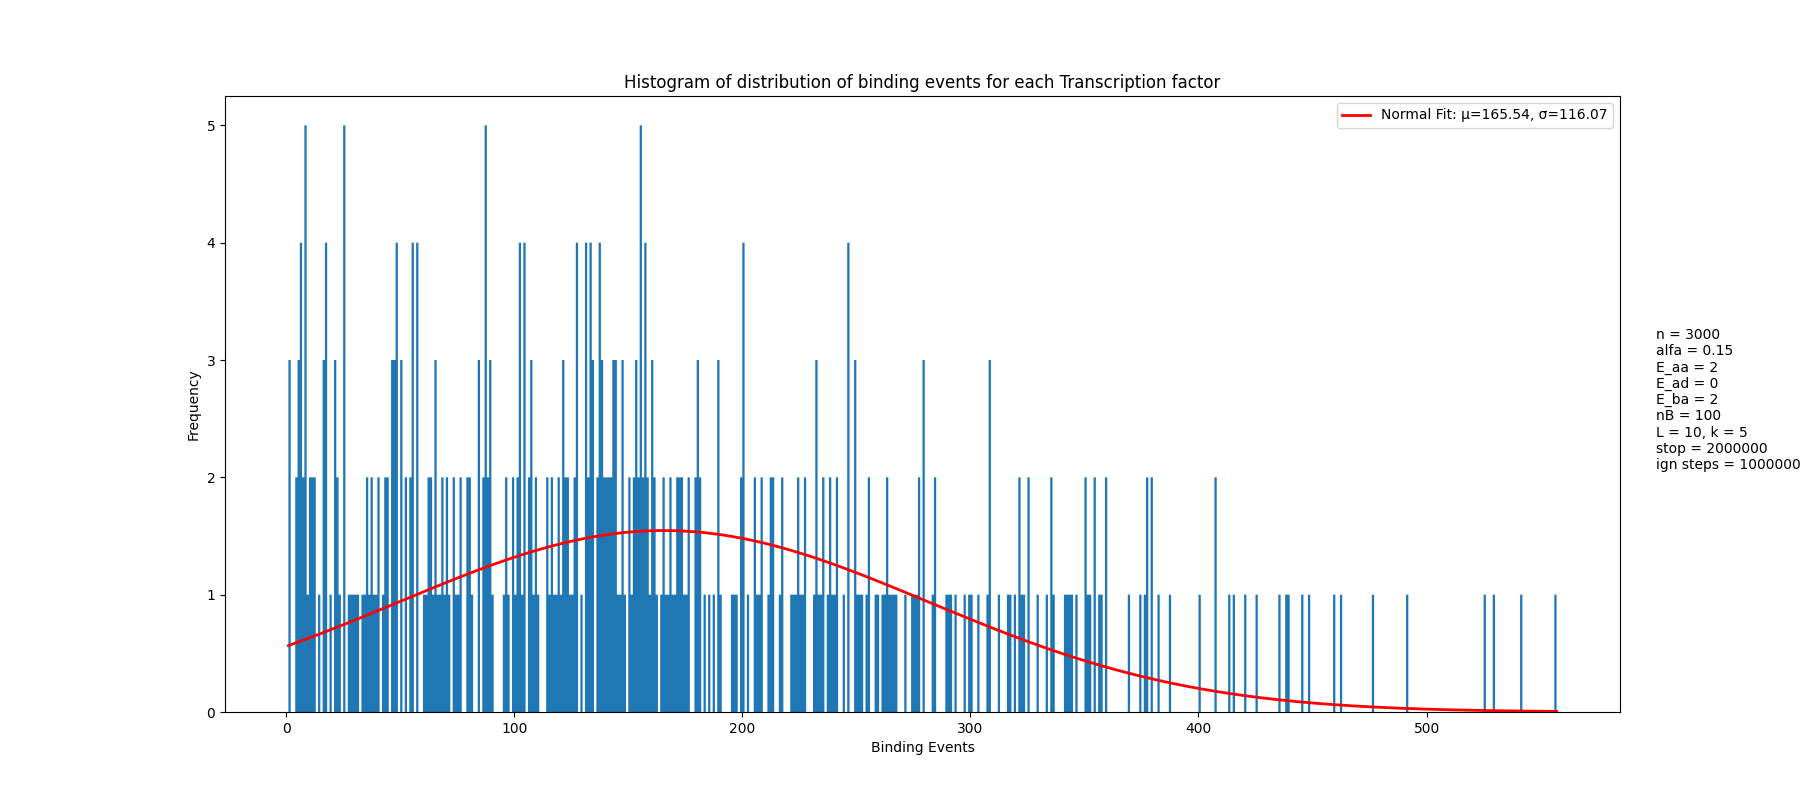 Histogram of distribution of binding events for each Transcription factor
Normal Fit: μ=165.54, σ=116.07
5
4
3
2
1
0
Frequency
0 100 200 300 400 500
Binding Events
n = 3000
alfa = 0.15
E_aa = 2
E_ad = 0
E_ba = 2
nB = 100
L = 10, k = 5
stop = 2000000
ign steps = 1000000